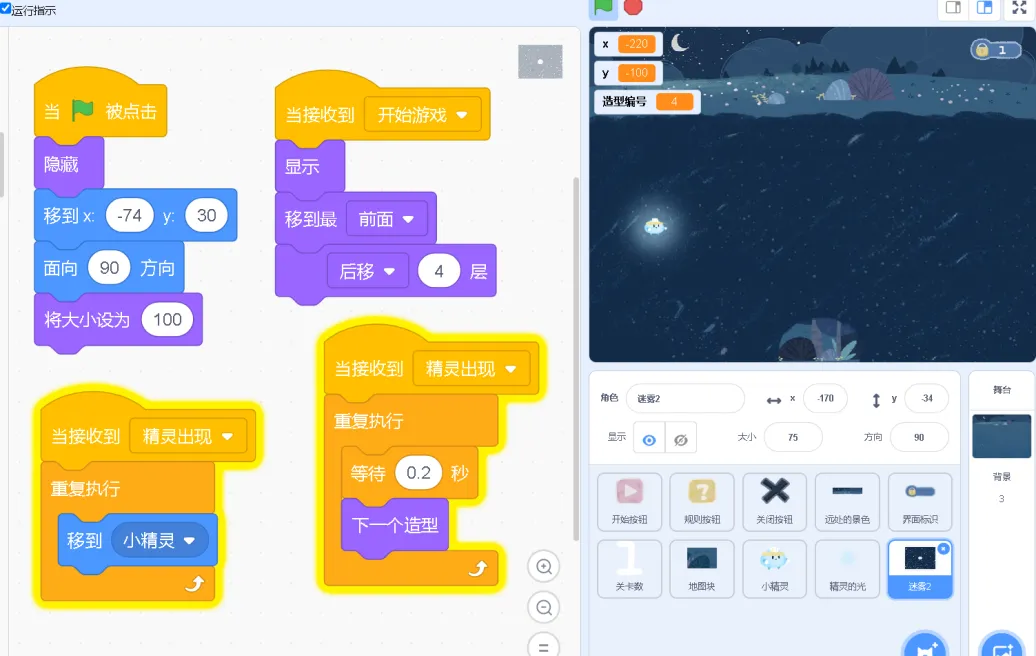 运行指示
当 被点击
隐藏
移到 x: -74 y: 30
面向 90 方向
将大小设为 100
当接收到 开始游戏
显示
移到最 前面
后移 4 层
当接收到 精灵出现
重复执行
移到 小精灵
当接收到 精灵出现
重复执行
等待 0.2 秒
下一个造型
x -220
y -100
造型编号 4
1
角色 迷雾2 x -170 y -34
显示 大小 75 方向 90
开始按钮 规则按钮 关闭按钮 远处的景色 界面标识
1
关卡数 地图块 小精灵 精灵的光 迷雾2
舞台
背景
3